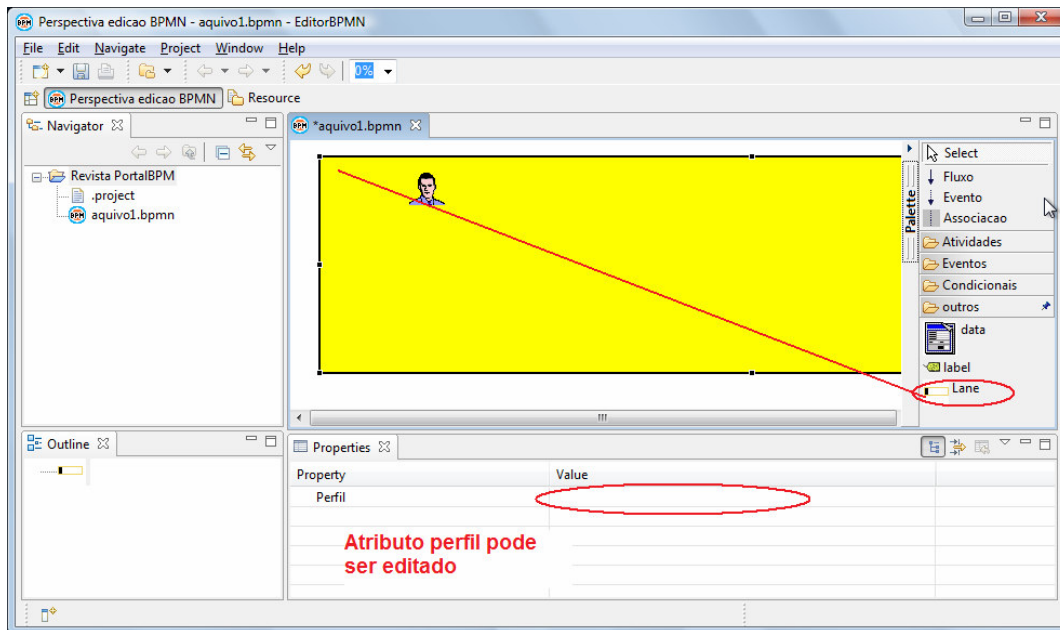 Perspectiva edicao BPMN - aquivo1.bpmn - EditorBPMN
File Edit Navigate Project Window Help
0%
BPM Perspectiva edicao BPMN Resource
Navigator
Revista PortalBPM
.project
aquivo1.bpmn
*aquivo1.bpmn
Palette
Select
Fluxo
Evento
Associacao
Atividades
Eventos
Condicionais
outros
data
label
Lane
Outline
Properties
Property Value
Perfil
Atributo perfil pode
ser editado